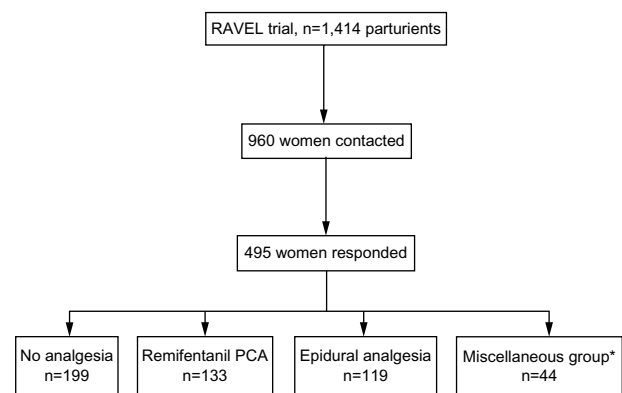 RAVEL trial, n=1,414 parturients
960 women contacted
495 women responded
No analgesia
n=199
Remifentanil PCA
n=133
Epidural analgesia
n=119
Miscellaneous group*
n=44